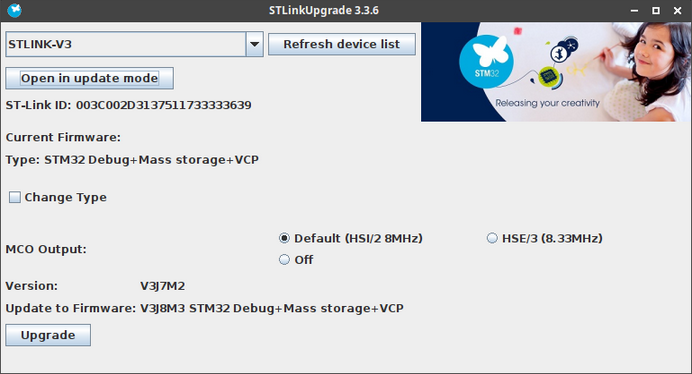 STLinkUpgrade 3.3.6
STLINK-V3
Refresh device list
Open in update mode
STM32
Releasing your creativity
ST-Link ID: 003C002D3137511733333639
Current Firmware:
Type: STM32 Debug+Mass storage+VCP
Change Type
MCO Output:
Default (HSI/2 8MHz)
HSE/3 (8.33MHz)
Off
Version: V3J7M2
Update to Firmware: V3J8M3 STM32 Debug+Mass storage+VCP
Upgrade